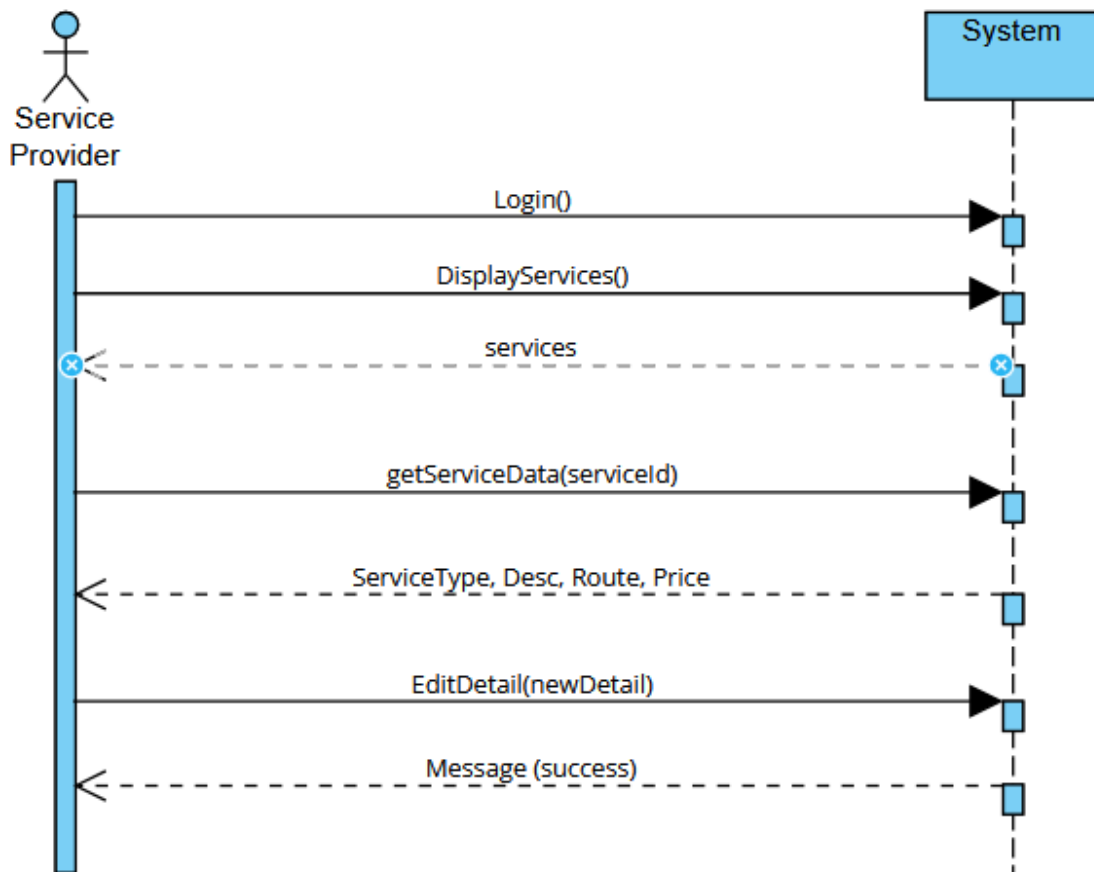 System
Service
Provider
Login()
DisplayServices()
services
getServiceData(serviceId)
ServiceType, Desc, Route, Price
EditDetail(newDetail)
Message (success)